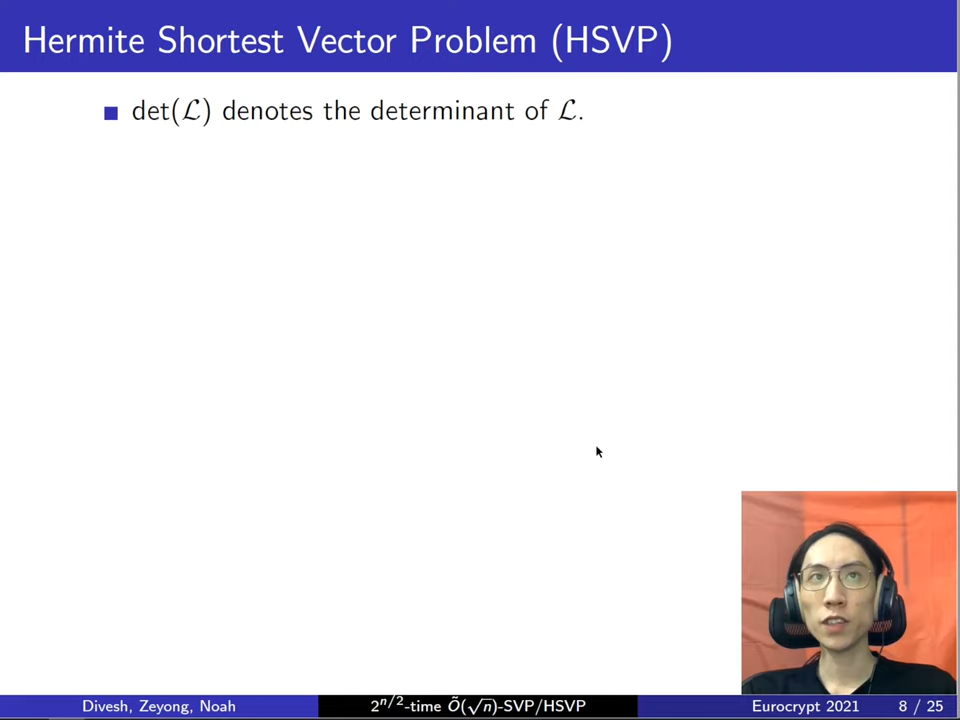 Hermite Shortest Vector Problem (HSVP)
det(ℒ) denotes the determinant of ℒ.
Divesh, Zeyong, Noah
2^{n/2}-time Õ(√n)-SVP/HSVP
Eurocrypt 2021
8 / 25